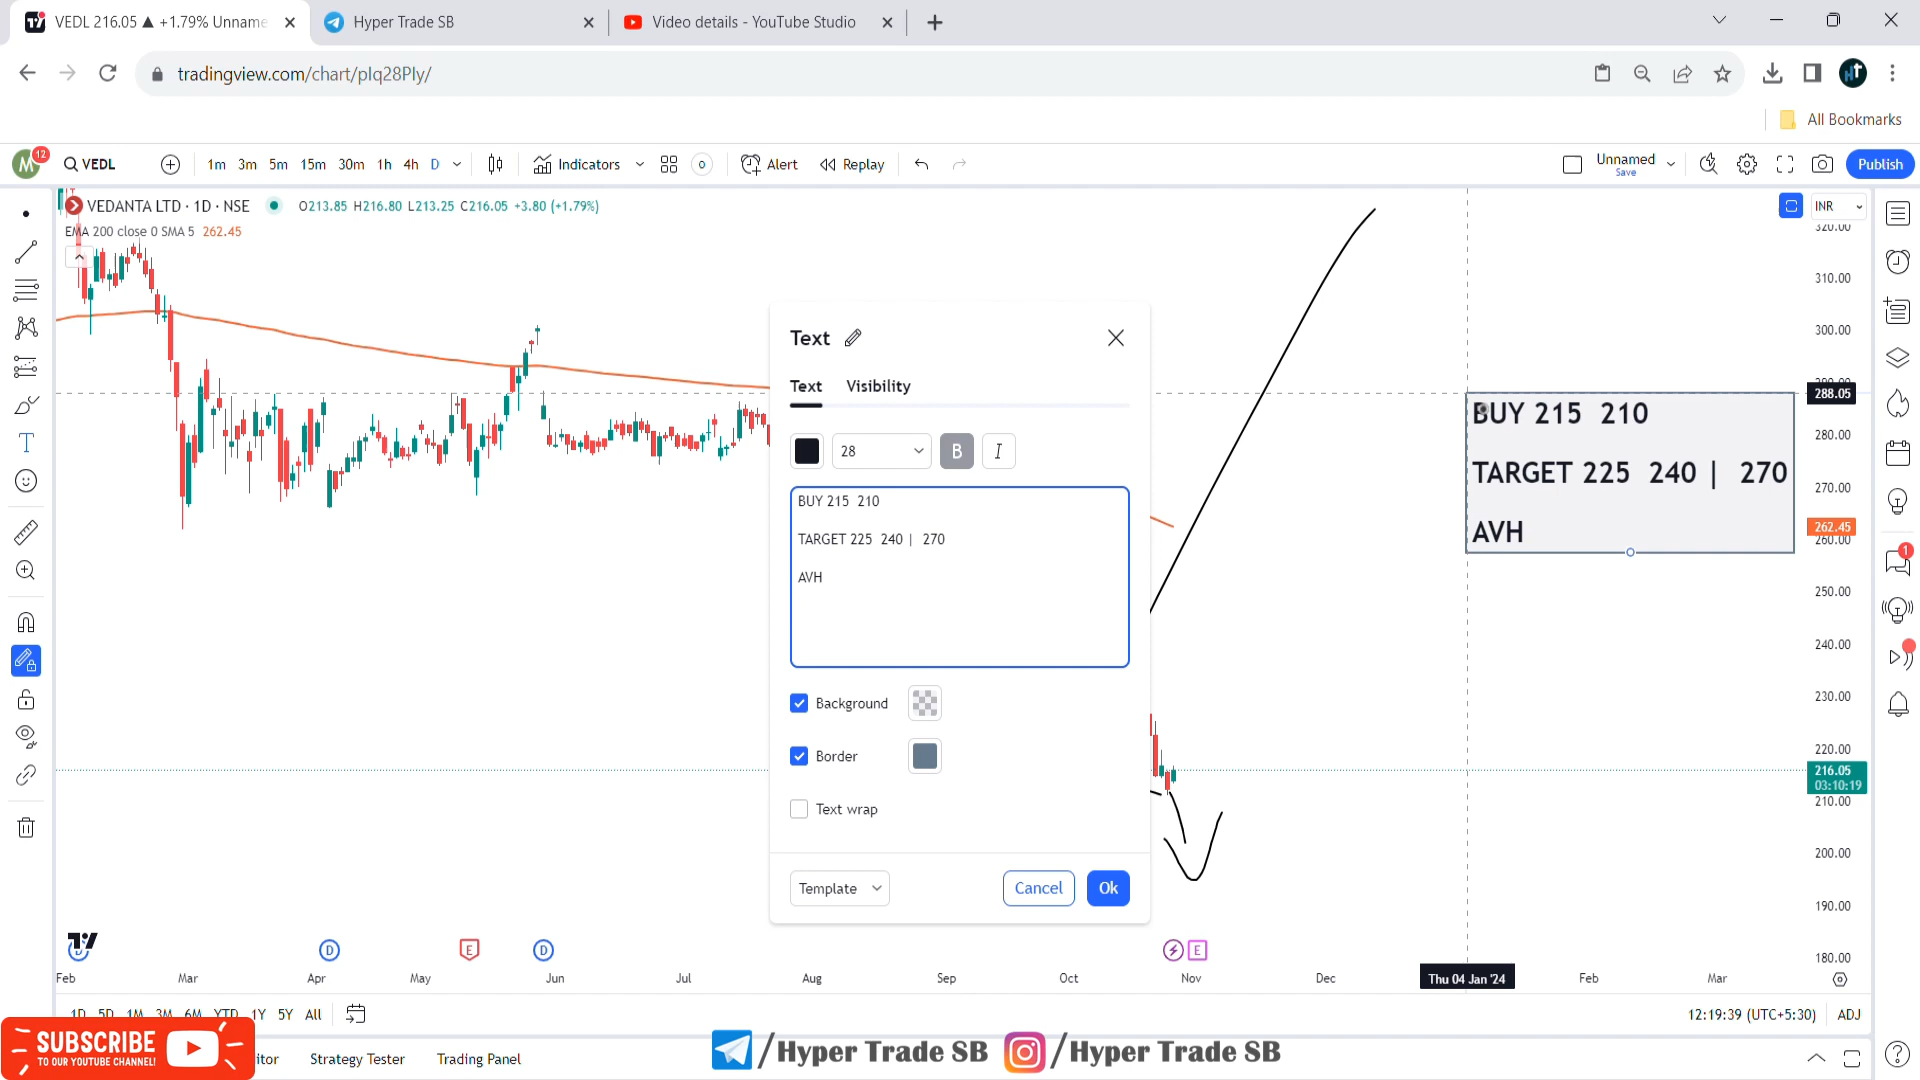 VEDL 216.05 ▲ +1.79% Unname
Hyper Trade SB
Video details - YouTube Studio
tradingview.com/chart/plq28Ply/
All Bookmarks
M 12
VEDL
1m 3m 5m 15m 30m 1h 4h D
Indicators
Alert
Replay
Unnamed
Save
Publish
VEDANTA LTD · 1D · NSE
O213.85 H216.80 L213.25 C216.05 +3.80 (+1.79%)
EMA 200 close 0 SMA 5 262.45
INR
320.00
310.00
300.00
290.00
288.05
280.00
270.00
262.45
260.00
250.00
240.00
230.00
220.00
216.05
03:10:19
210.00
200.00
190.00
180.00
BUY 215 210
TARGET 225 240 | 270
AVH
Text
Text Visibility
28 B I
BUY 215 210
TARGET 225 240 | 270
AVH
Background
Border
Text wrap
Template
Cancel
Ok
D E D E
Feb Mar Apr May Jun Jul Aug Sep Oct Nov Dec Thu 04 Jan '24 Feb Mar
1D 5D 1M 3M 6M YTD 1Y 5Y All
12:19:39 (UTC+5:30) ADJ
SUBSCRIBE
TO OUR YOUTUBE CHANNEL!
itor
Strategy Tester
Trading Panel
/Hyper Trade SB
/Hyper Trade SB